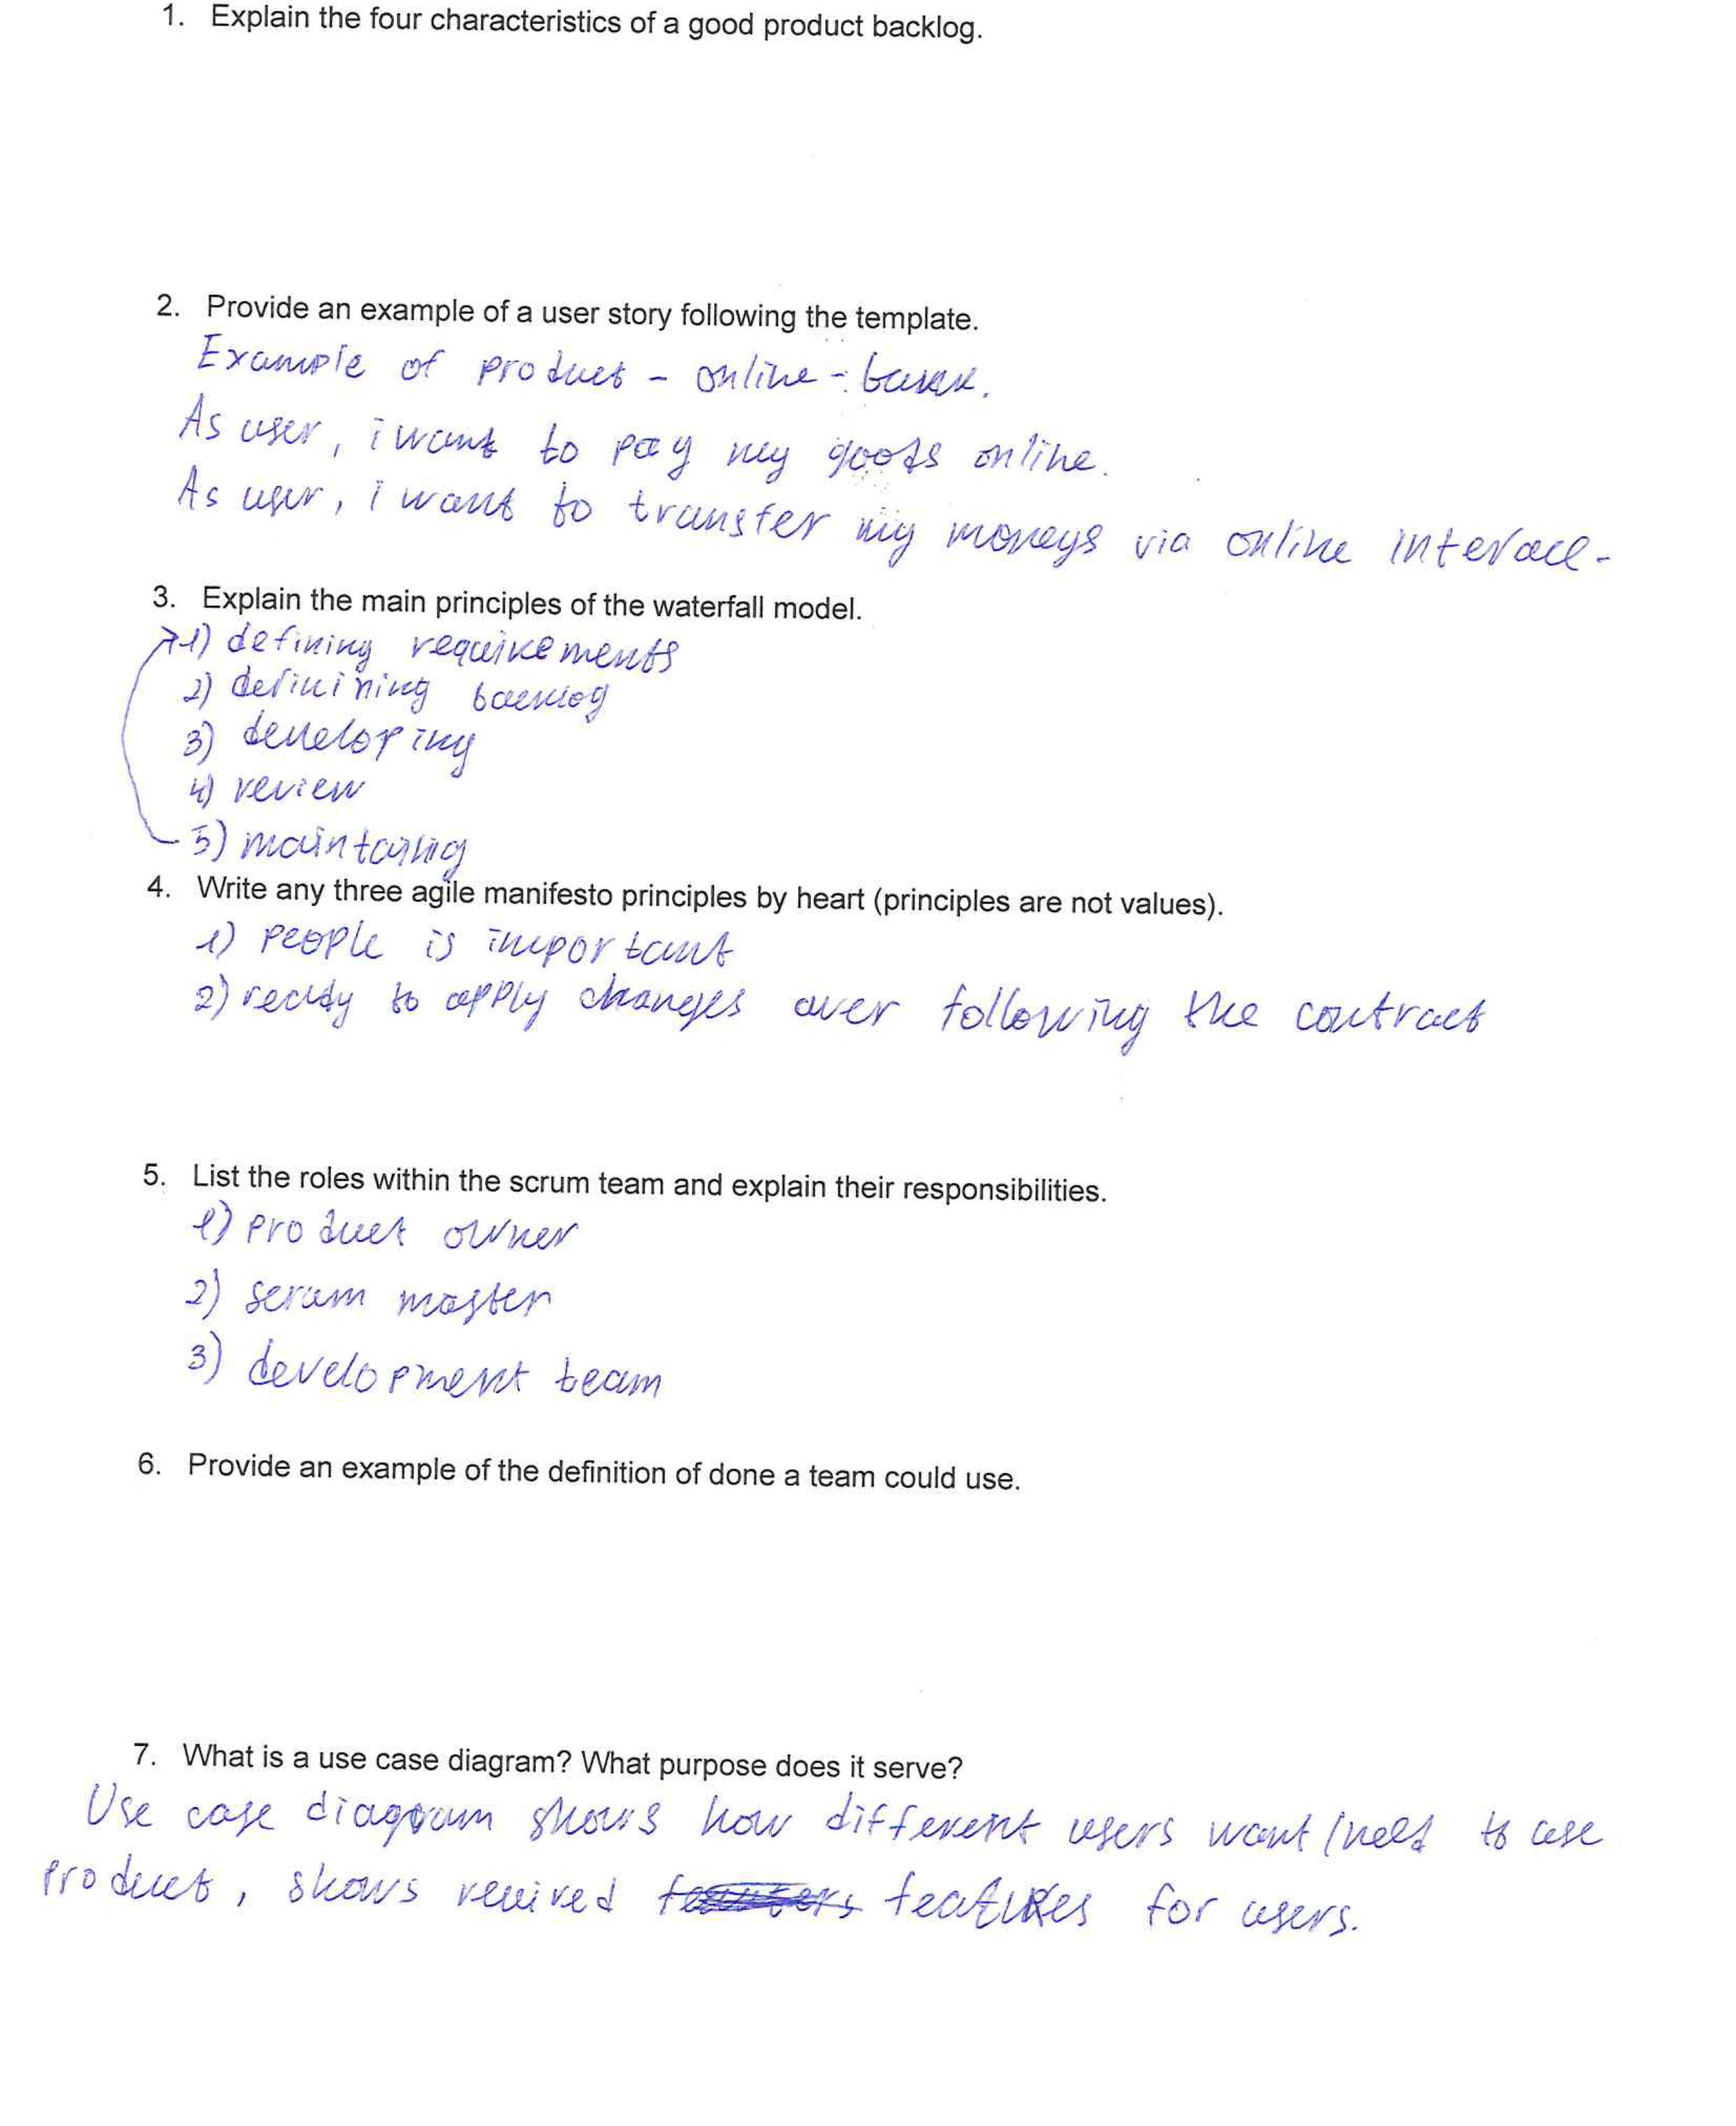 1. Explain the four characteristics of a good product backlog.
2. Provide an example of a user story following the template.
Example of product - online - bank.
As user, i want to pay my goods online.
As user, i want to transfer my moneys via online interace.
3. Explain the main principles of the waterfall model.
1) defining requirements
2) definining backlog
3) developing
4) review
5) maintaining
4. Write any three agile manifesto principles by heart (principles are not values).
1) people is important
2) ready to apply changes over following the contract
5. List the roles within the scrum team and explain their responsibilities.
1) product owner
2) scrum master
3) development team
6. Provide an example of the definition of done a team could use.
7. What is a use case diagram? What purpose does it serve?
Use case diagram shows how different users want/need to use
product, shows features for users.